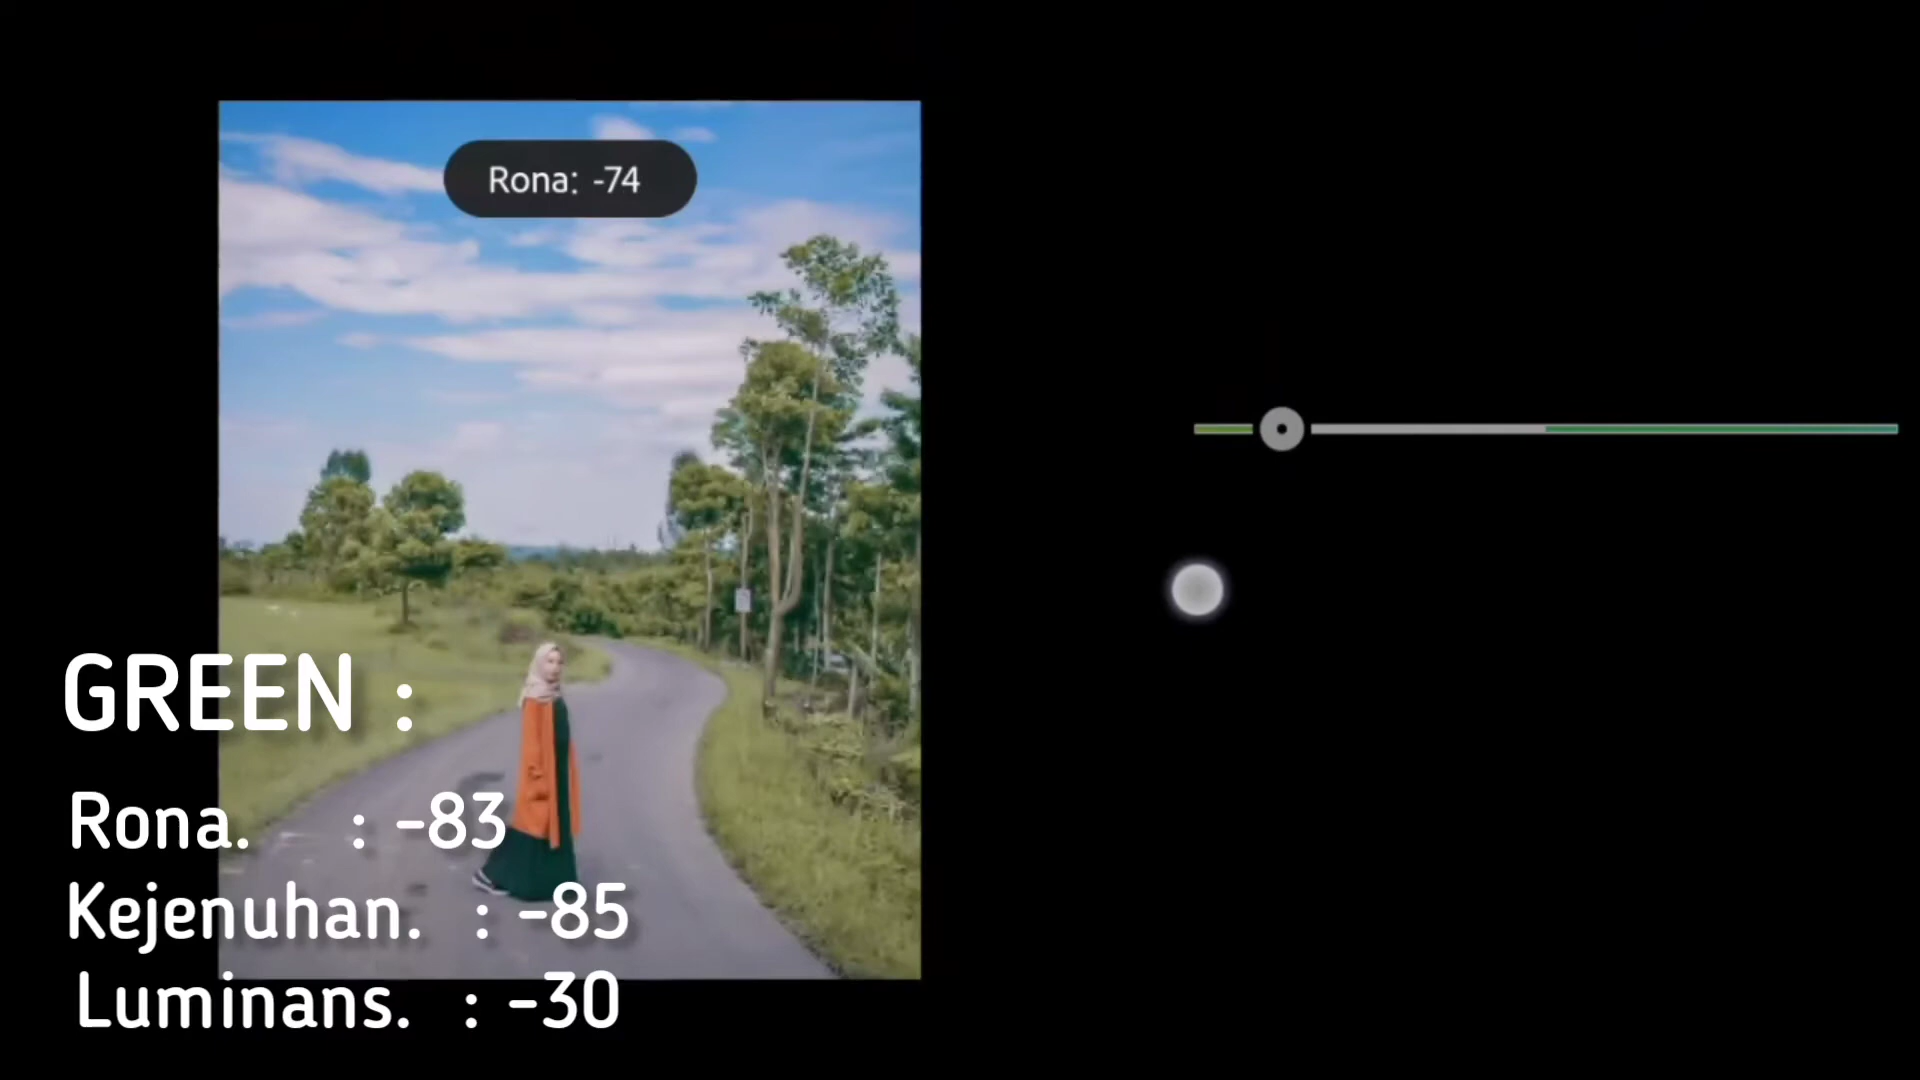 Rona: -74
GREEN :
Rona. : -83
Kejenuhan. : -85
Luminans. : -30